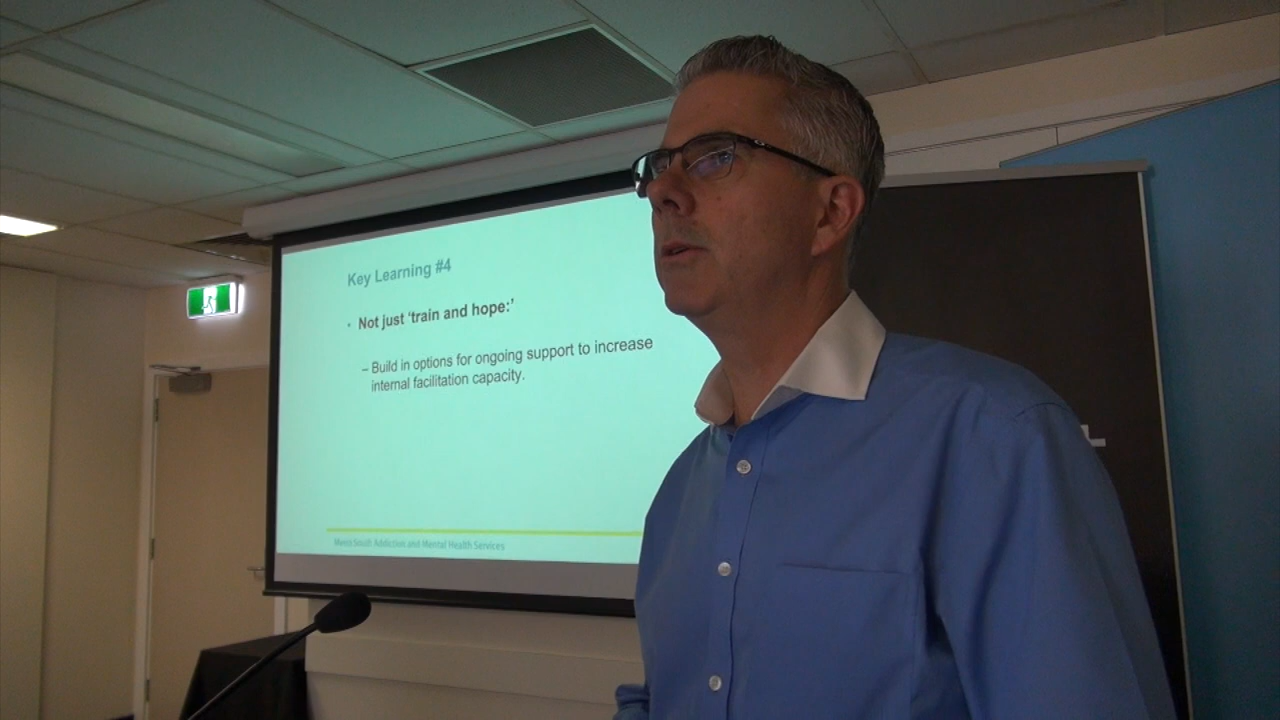 Key Learning #4
• Not just ‘train and hope:’
– Build in options for ongoing support to increase
internal facilitation capacity.
Metro South Addiction and Mental Health Services